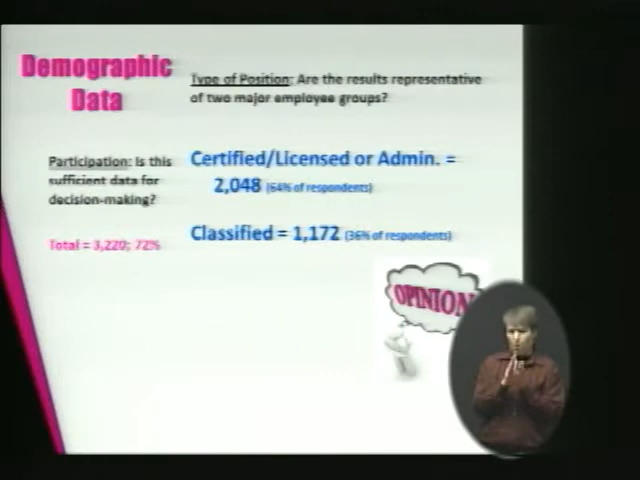 Demographic
Data
Type of Position: Are the results representative
of two major employee groups?
Participation: Is this
sufficient data for
decision-making?
Total = 3,220; 72%
Certified/Licensed or Admin. =
2,048 (64% of respondents)
Classified = 1,172 (36% of respondents)
OPINION